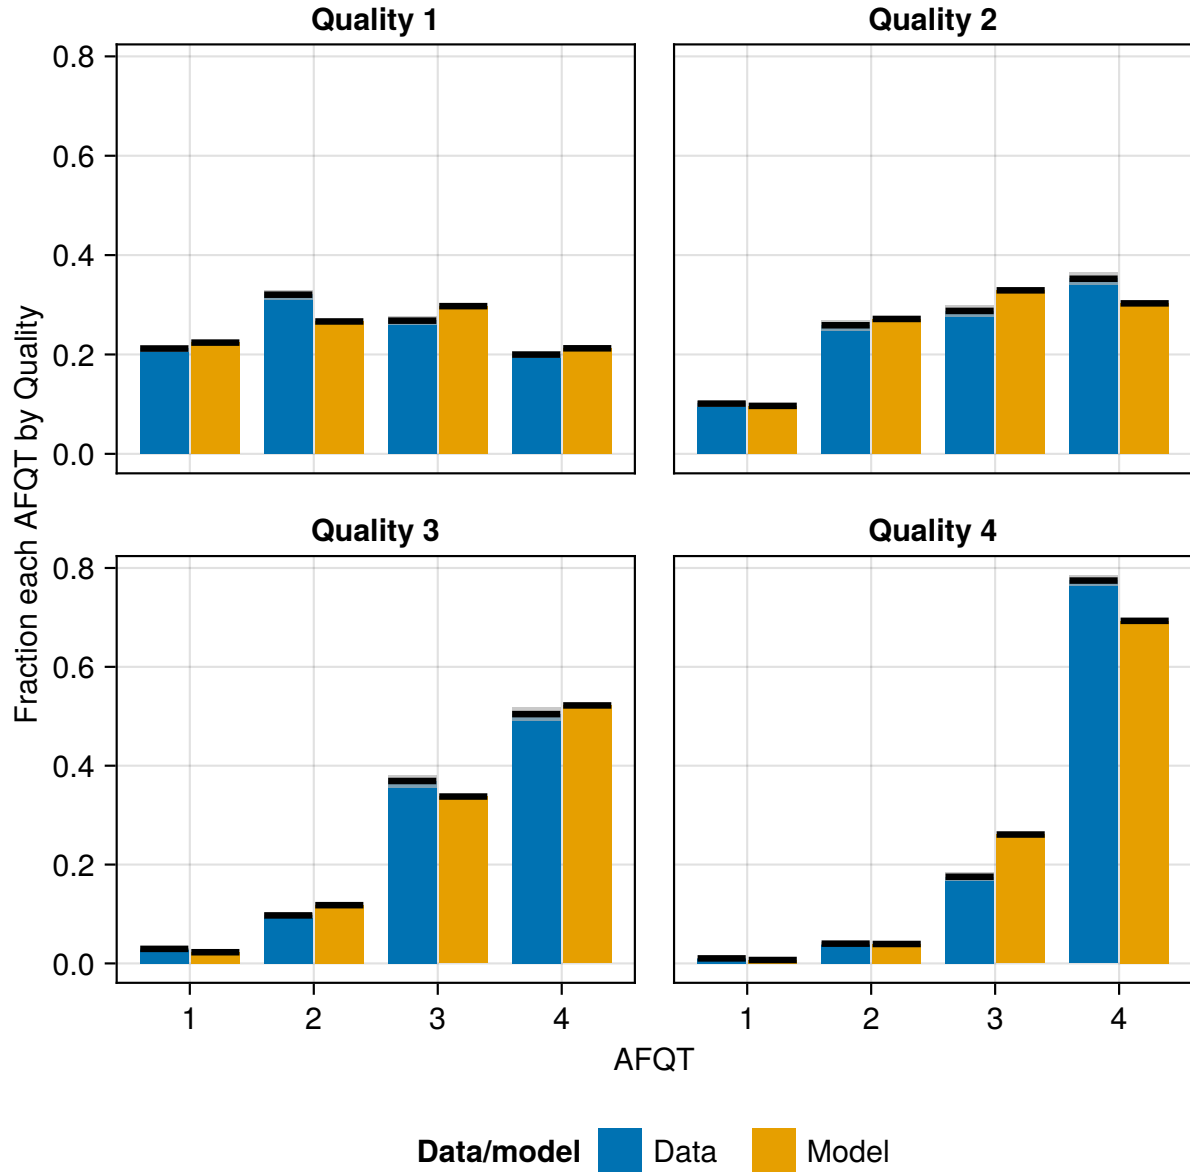 Quality 1
Quality 2
0.8
0.6
0.4
0.2
0.0
Fraction each AFQT by Quality
Quality 3
Quality 4
0.8
0.6
0.4
0.2
0.0
1 2 3 4
1 2 3 4
AFQT
Data/model Data Model